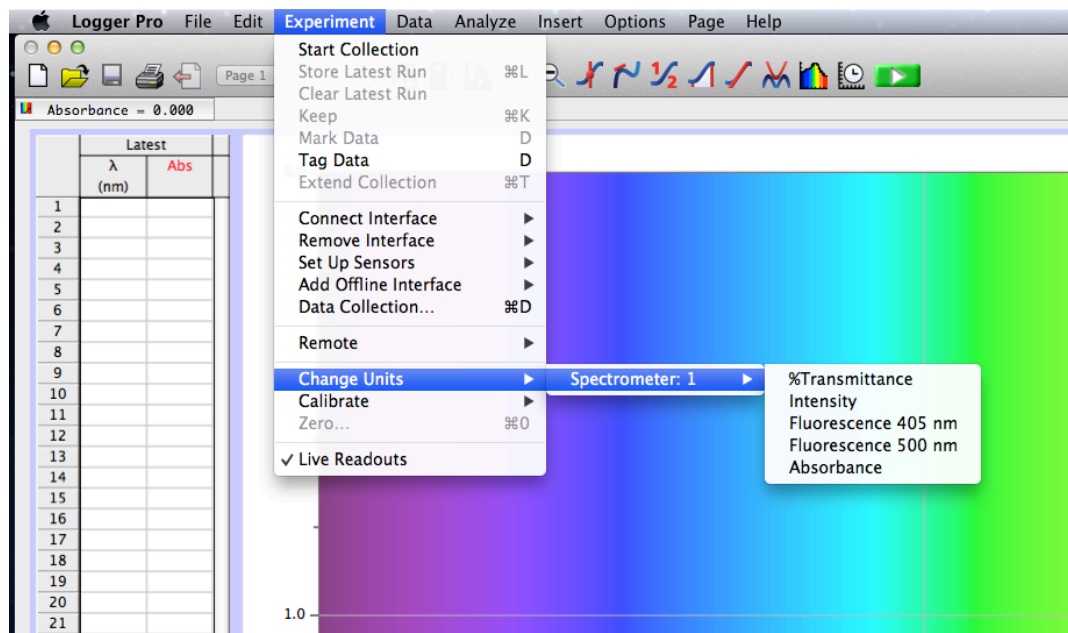 Logger Pro File Edit Experiment Data Analyze Insert Options Page Help
Page 1
Absorbance = 0.000
Latest
λ Abs
(nm)
1
2
3
4
5
6
7
8
9
10
11
12
13
14
15
16
17
18
19
20
21
Start Collection
Store Latest Run ⌘L
Clear Latest Run
Keep ⌘K
Mark Data D
Tag Data D
Extend Collection ⌘T
Connect Interface ▶
Remove Interface ▶
Set Up Sensors ▶
Add Offline Interface ▶
Data Collection... ⌘D
Remote ▶
Change Units ▶
Calibrate ▶
Zero... ⌘0
✓ Live Readouts
Spectrometer: 1 ▶
%Transmittance
Intensity
Fluorescence 405 nm
Fluorescence 500 nm
Absorbance
1.0